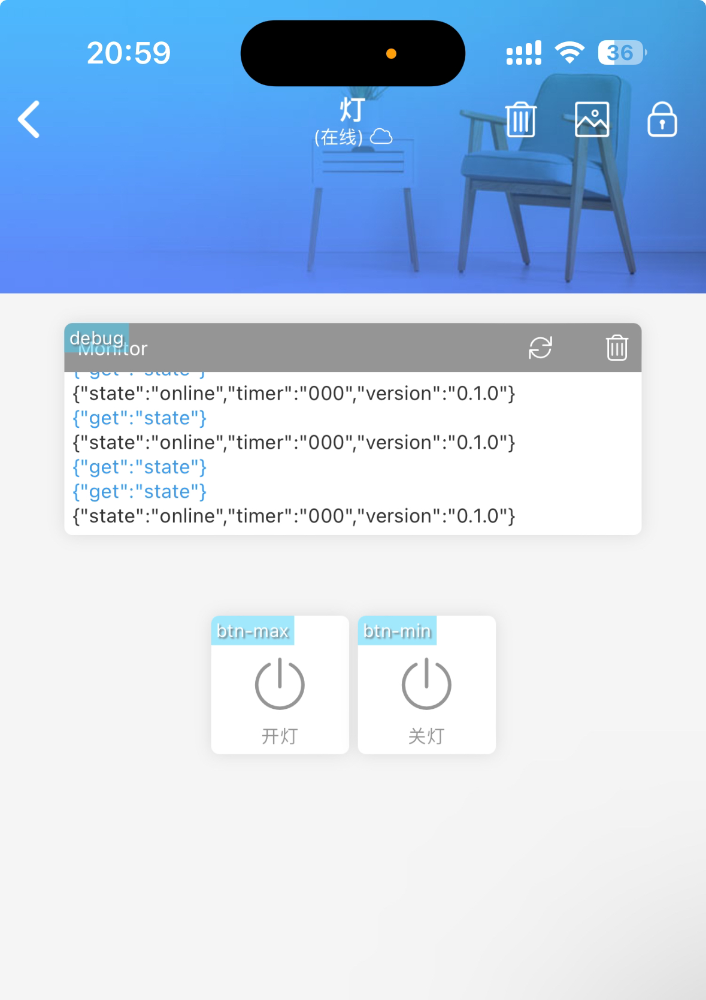 20:59
36
灯
(在线)
debug
Monitor
{"get":"state"}
{"state":"online","timer":"000","version":"0.1.0"}
{"get":"state"}
{"state":"online","timer":"000","version":"0.1.0"}
{"get":"state"}
{"get":"state"}
{"state":"online","timer":"000","version":"0.1.0"}
btn-max
btn-min
开灯
关灯